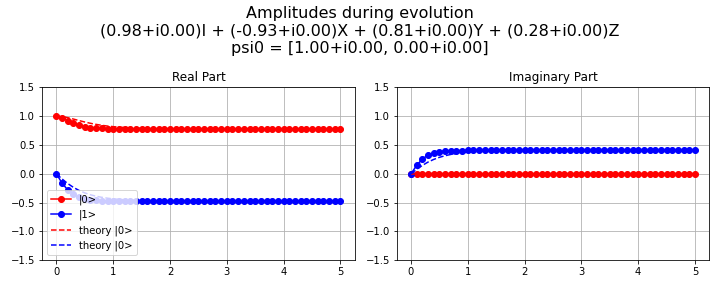 Amplitudes during evolution
(0.98+i0.00)I + (-0.93+i0.00)X + (0.81+i0.00)Y + (0.28+i0.00)Z
psi0 = [1.00+i0.00, 0.00+i0.00]
Real Part
1.5
1.0
0.5
0.0
−0.5
−1.0
−1.5
0 1 2 3 4 5
|0>
|1>
theory |0>
theory |0>
Imaginary Part
1.5
1.0
0.5
0.0
−0.5
−1.0
−1.5
0 1 2 3 4 5